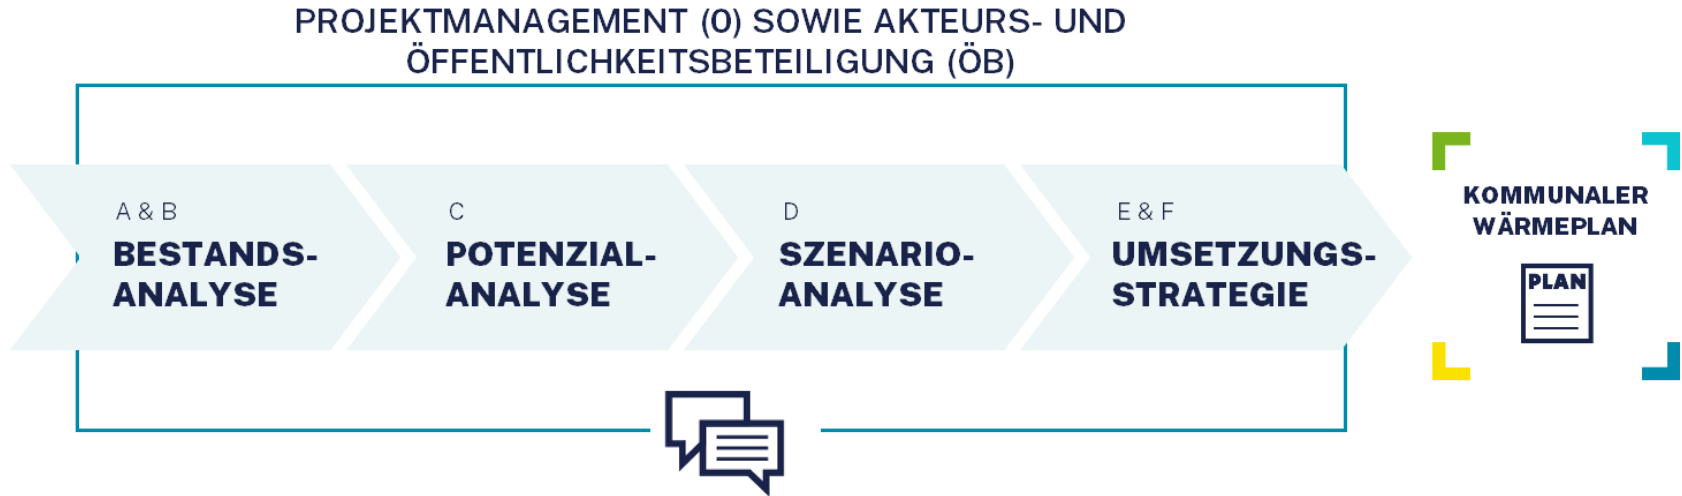 PROJEKTMANAGEMENT (0) SOWIE AKTEURS- UND
ÖFFENTLICHKEITSBETEILIGUNG (ÖB)
A & B
BESTANDS-
ANALYSE
C
POTENZIAL-
ANALYSE
D
SZENARIO-
ANALYSE
E & F
UMSETZUNGS-
STRATEGIE
KOMMUNALER
WÄRMEPLAN
PLAN